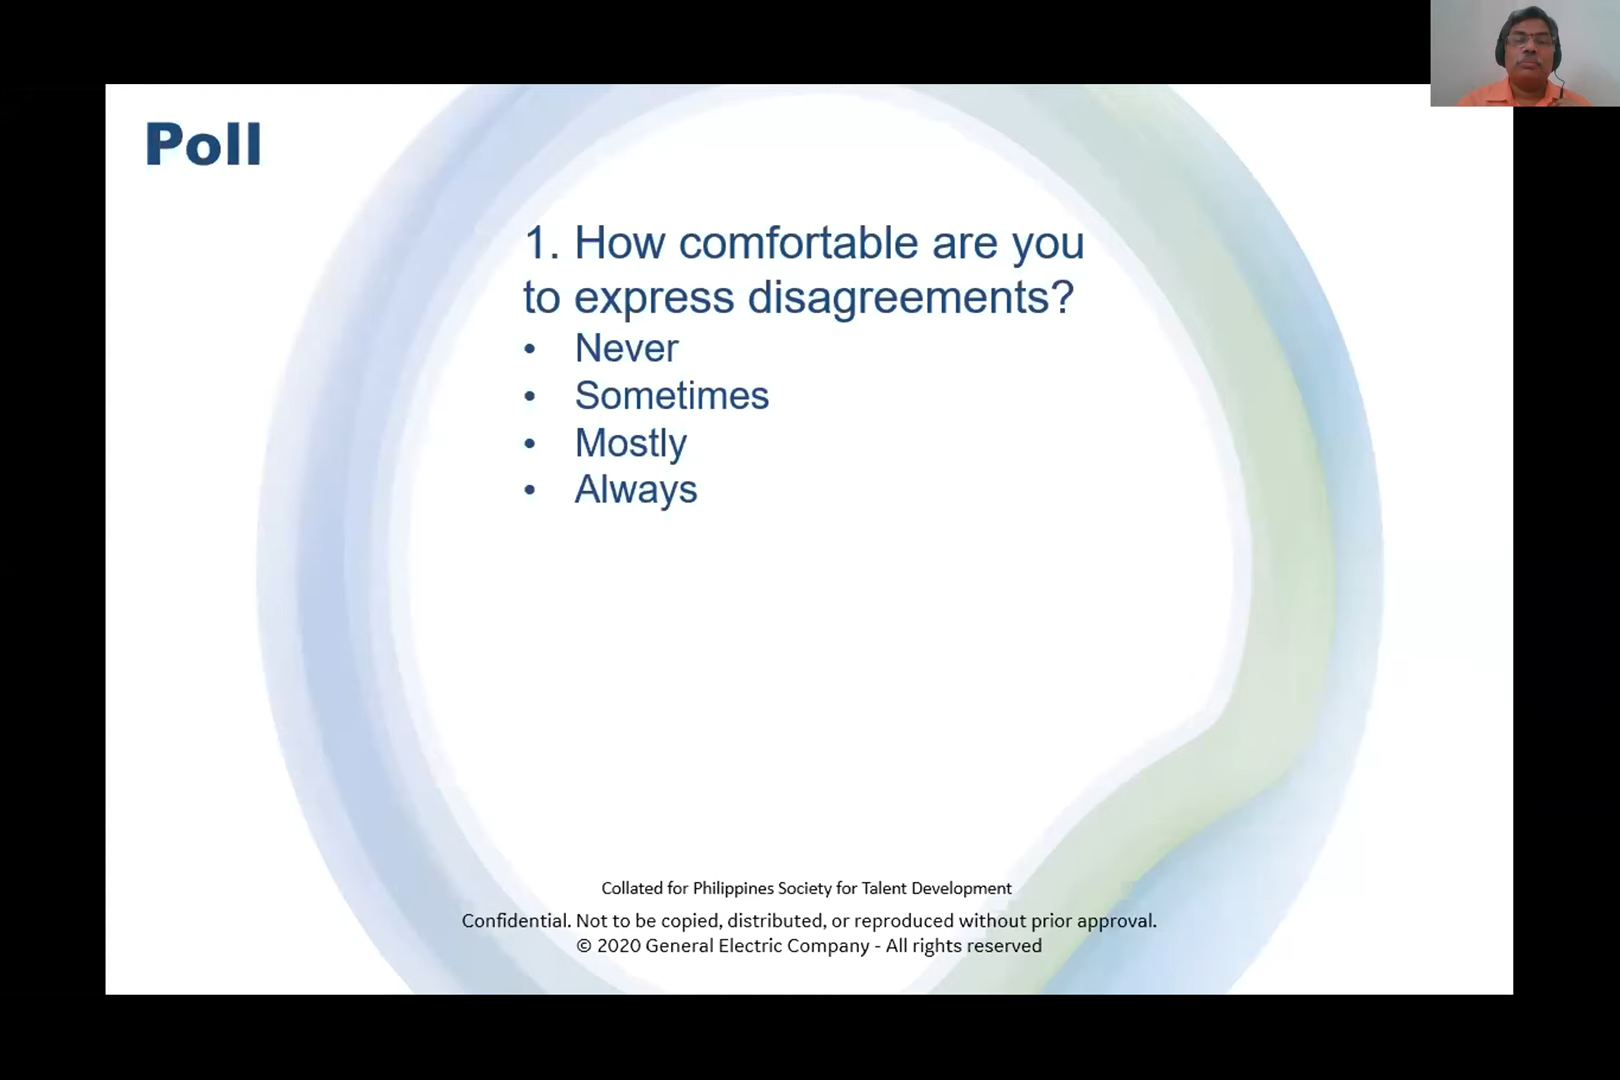 Poll
1. How comfortable are you
to express disagreements?
• Never
• Sometimes
• Mostly
• Always
Collated for Philippines Society for Talent Development
Confidential. Not to be copied, distributed, or reproduced without prior approval.
© 2020 General Electric Company - All rights reserved